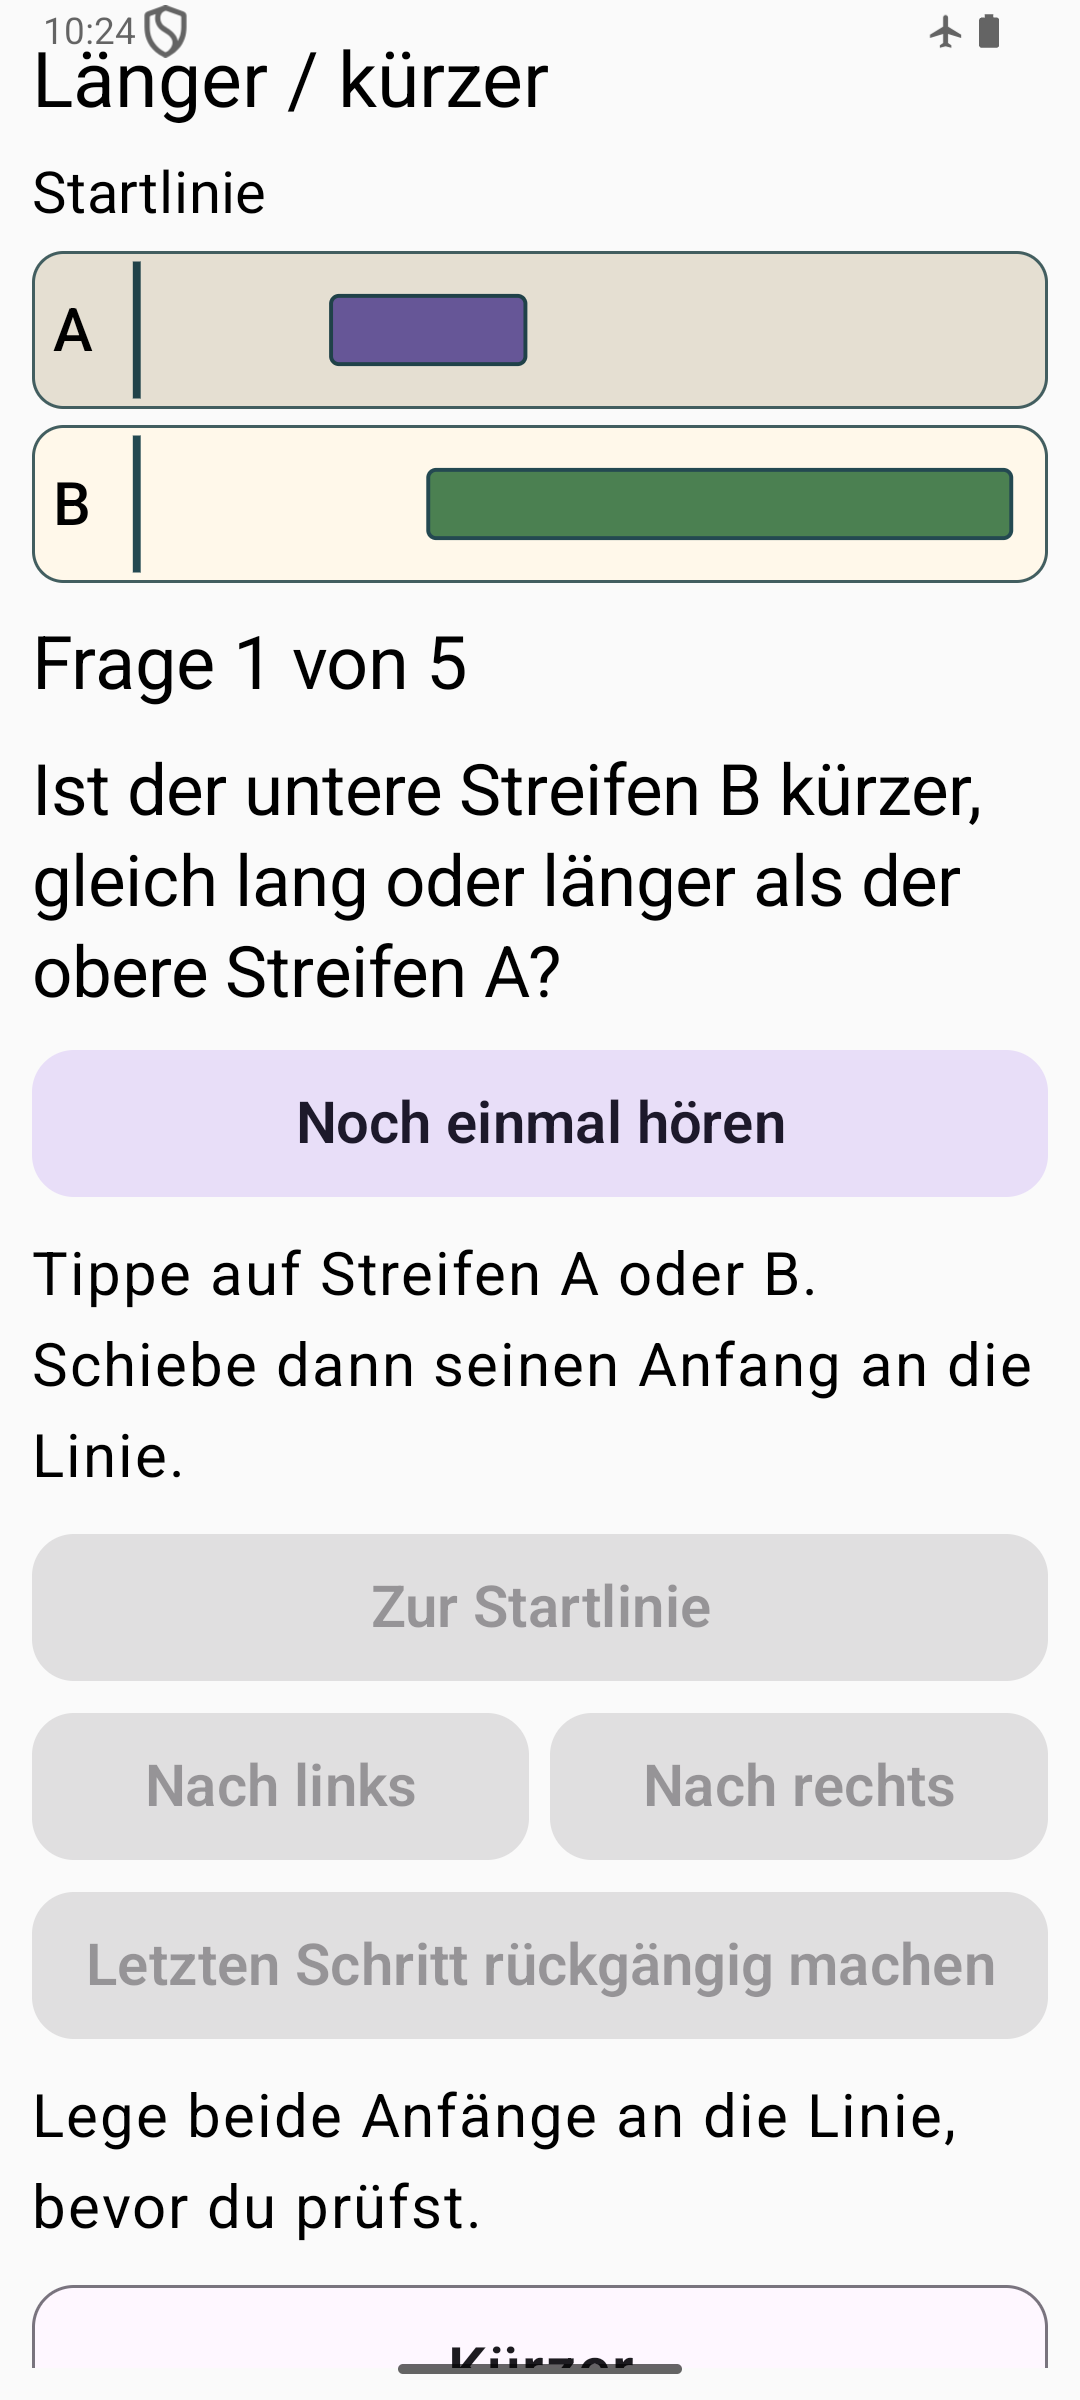 10:24
Länger / kürzer
Startlinie
A
B
Frage 1 von 5
Ist der untere Streifen B kürzer,
gleich lang oder länger als der
obere Streifen A?
Noch einmal hören
Tippe auf Streifen A oder B.
Schiebe dann seinen Anfang an die
Linie.
Zur Startlinie
Nach links
Nach rechts
Letzten Schritt rückgängig machen
Lege beide Anfänge an die Linie,
bevor du prüfst.
Kürzer